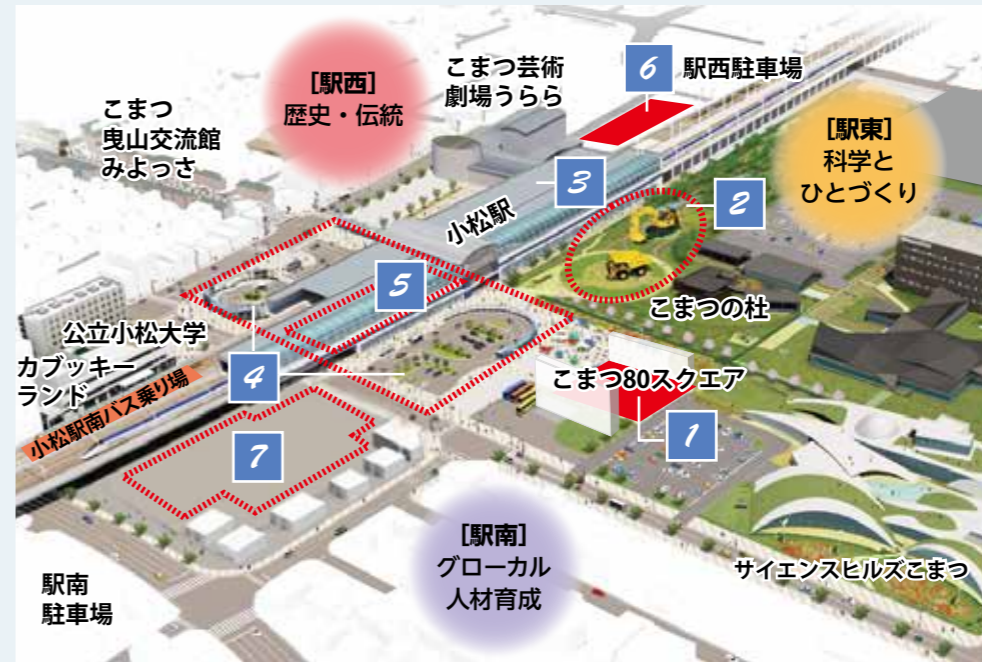 [駅西]
歴史・伝統
こまつ芸術
劇場うらら
6
駅西駐車場
こまつ
曳山交流館
みよっさ
[駅東]
科学と
ひとづくり
3
2
小松駅
5
こまつの杜
公立小松大学
カブッキー
ランド
4
小松駅南バス乗り場
こまつ80スクエア
1
7
[駅南]
グローカル
人材育成
サイエンスヒルズこまつ
駅南
駐車場